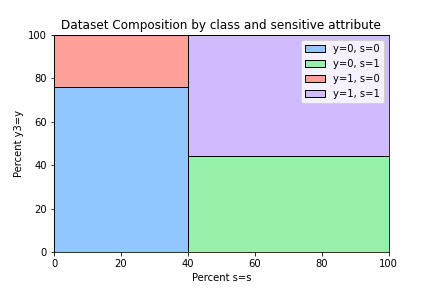 Dataset Composition by class and sensitive attribute
100
80
60
40
20
0
Percent y3=y
y=0, s=0
y=0, s=1
y=1, s=0
y=1, s=1
0 20 40 60 80 100
Percent s=s